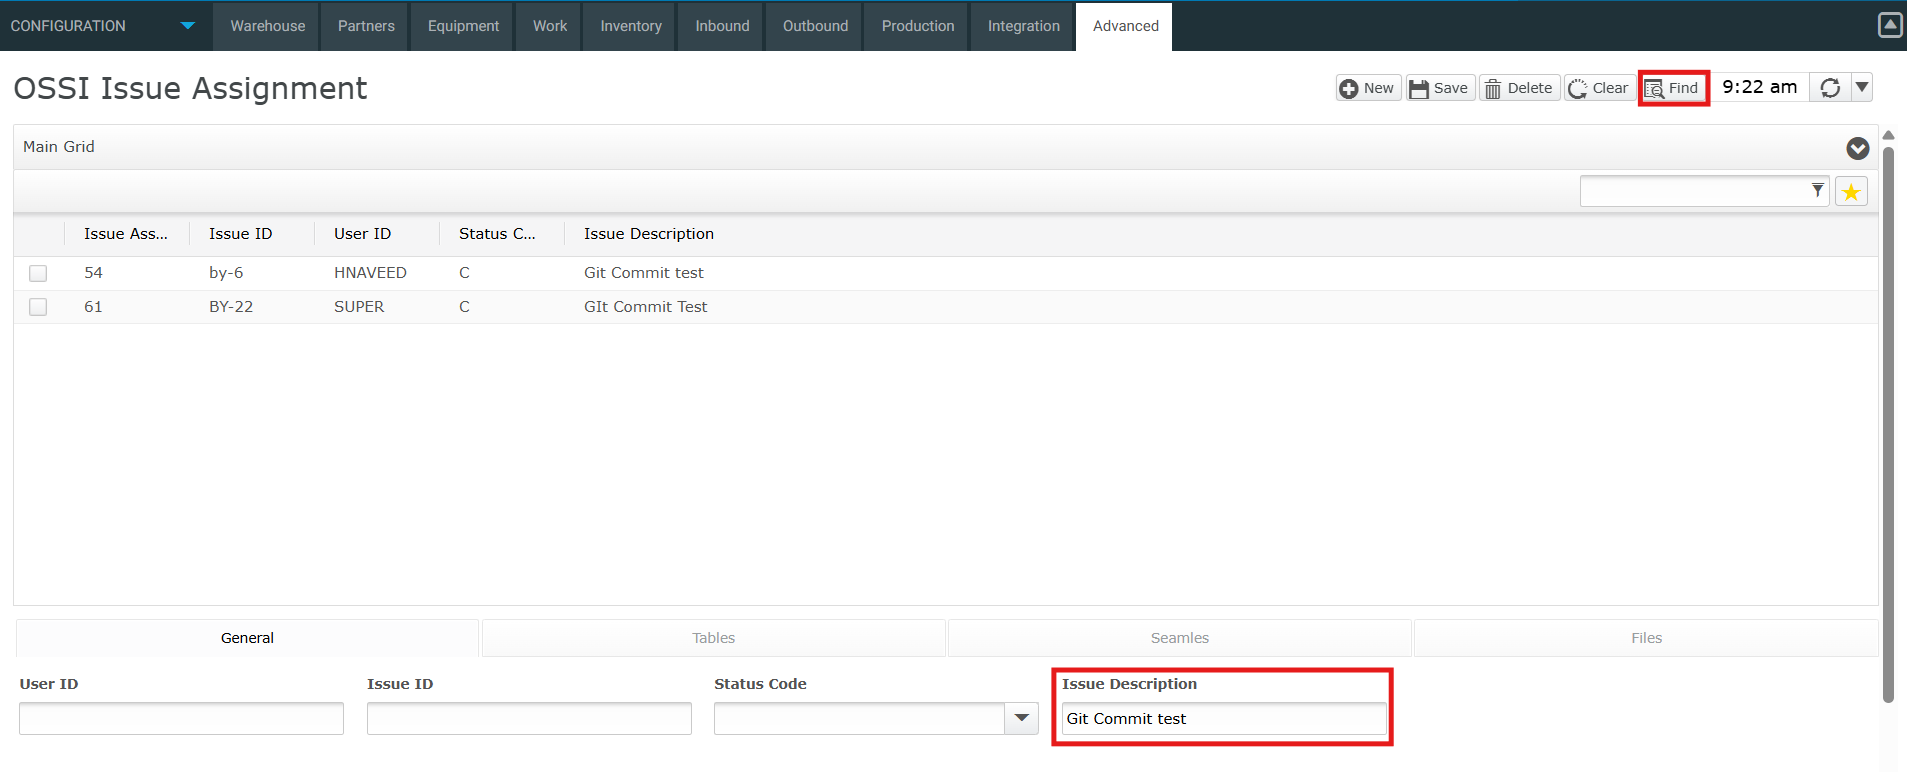 CONFIGURATION Warehouse Partners Equipment Work Inventory Inbound Outbound Production Integration Advanced
OSSI Issue Assignment New Save Delete Clear Find 9:22 am
Main Grid
Issue Ass... Issue ID User ID Status C... Issue Description
54 by-6 HNAVEED C Git Commit test
61 BY-22 SUPER C GIt Commit Test
General Tables Seamles Files
User ID Issue ID Status Code Issue Description
Git Commit test